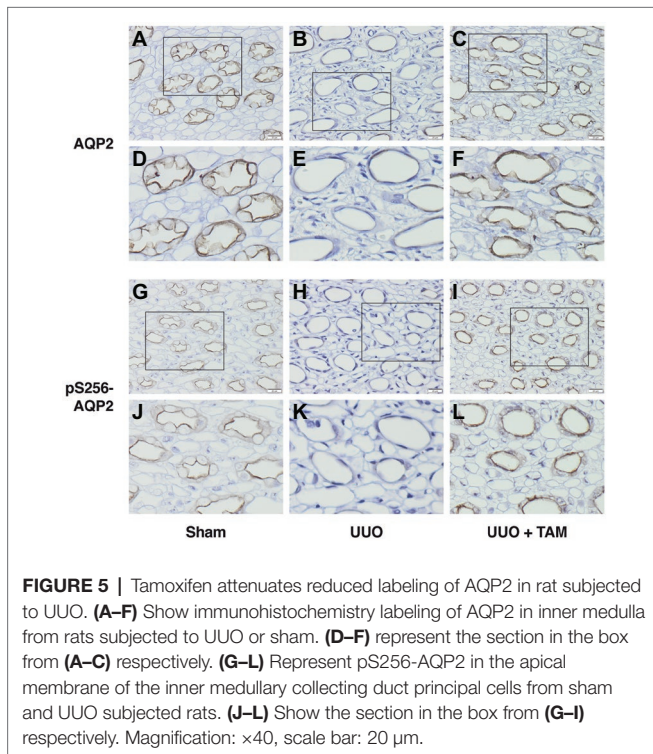 A
B
C
AQP2
D
E
F
G
H
I
pS256-
AQP2
J
K
L
Sham
UUO
UUO + TAM
FIGURE 5 | Tamoxifen attenuates reduced labeling of AQP2 in rat subjected
to UUO. (A–F) Show immunohistochemistry labeling of AQP2 in inner medulla
from rats subjected to UUO or sham. (D–F) represent the section in the box
from (A–C) respectively. (G–L) Represent pS256-AQP2 in the apical
membrane of the inner medullary collecting duct principal cells from sham
and UUO subjected rats. (J–L) Show the section in the box from (G–I)
respectively. Magnification: ×40, scale bar: 20 μm.